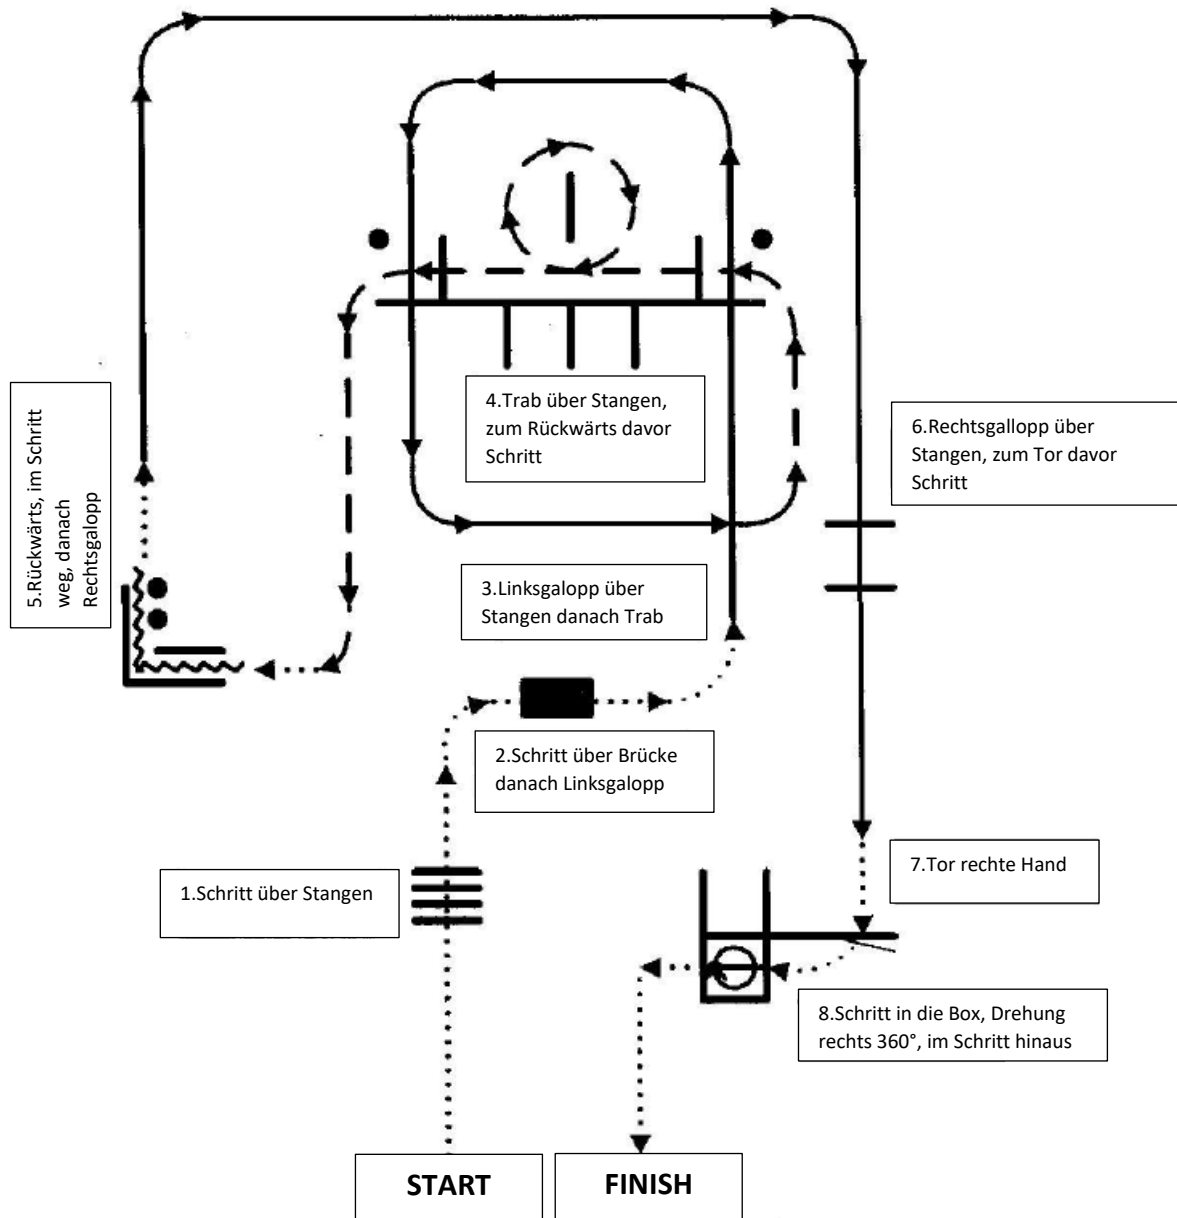 1.Schritt über Stangen
2.Schritt über Brücke
danach Linksgalopp
3.Linksgalopp über
Stangen danach Trab
4.Trab über Stangen,
zum Rückwärts davor
Schritt
5.Rückwärts, im Schritt
weg, danach
Rechtsgalopp
6.Rechtsgallopp über
Stangen, zum Tor davor
Schritt
7.Tor rechte Hand
8.Schritt in die Box, Drehung
rechts 360°, im Schritt hinaus
START
FINISH